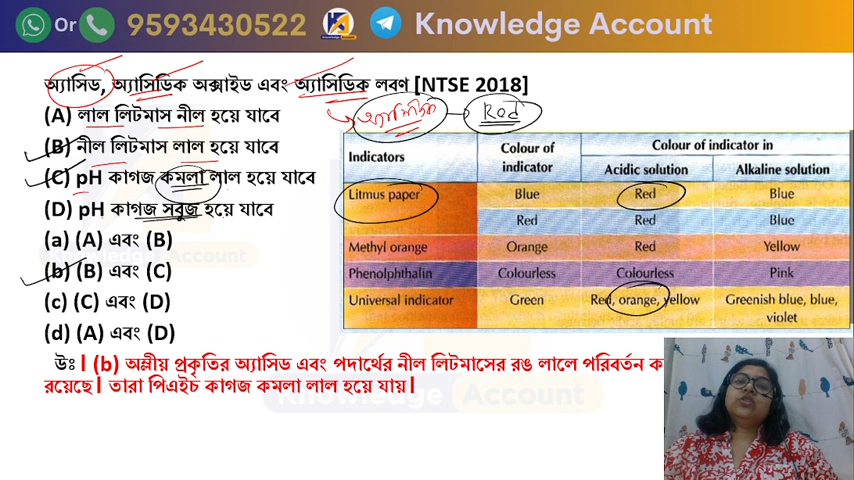 Or 9593430522 Knowledge Account
অ্যাসিড, অ্যাসিডিক অক্সাইড এবং অ্যাসিডিক লবণ [NTSE 2018]
(A) লাল লিটমাস নীল হয়ে যাবে
(B) নীল লিটমাস লাল হয়ে যাবে
(C) pH কাগজ কমলা লাল হয়ে যাবে
(D) pH কাগজ সবুজ হয়ে যাবে
(a) (A) এবং (B)
(b) (B) এবং (C)
(c) (C) এবং (D)
(d) (A) এবং (D)
Red
Indicators Colour of indicator Colour of indicator in
Acidic solution Alkaline solution
Litmus paper Blue Red Blue
Red Red Blue
Methyl orange Orange Red Yellow
Phenolphthalin Colourless Colourless Pink
Universal indicator Green Red, orange, yellow Greenish blue, blue, violet
উঃ। (b) অম্লীয় প্রকৃতির অ্যাসিড এবং পদার্থের নীল লিটমাসের রঙ লালে পরিবর্তন
রয়েছে। তারা পিএইচ কাগজ কমলা লাল হয়ে যায়।
Knowledge Account